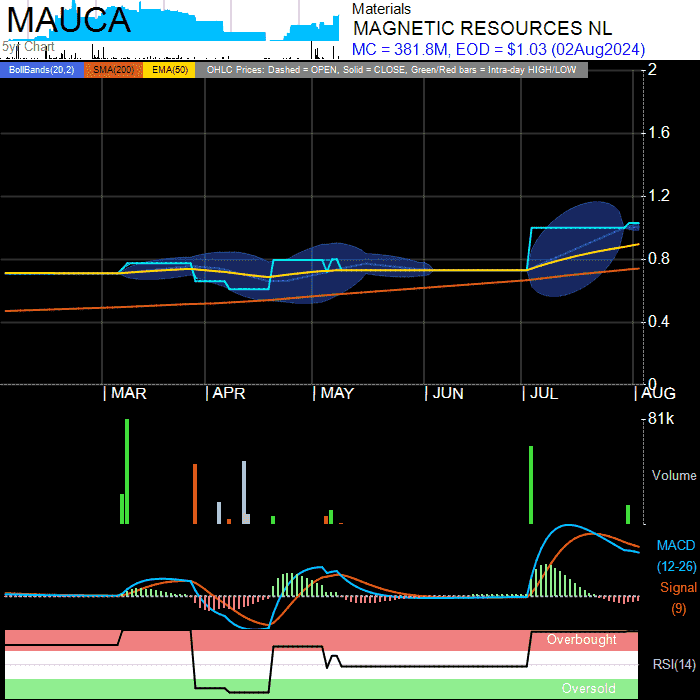 MAUCA
5yr Chart
Materials
MAGNETIC RESOURCES NL
MC = 381.8M, EOD = $1.03 (02Aug2024)
BollBands(20,2) SMA(200) EMA(50) OHLC Prices: Dashed = OPEN, Solid = CLOSE, Green/Red bars = Intra-day HIGH/LOW
2
1.6
1.2
0.8
0.4
0
MAR APR MAY JUN JUL AUG
81k
Volume
MACD
(12-26)
Signal
(9)
Overbought
RSI(14)
Oversold